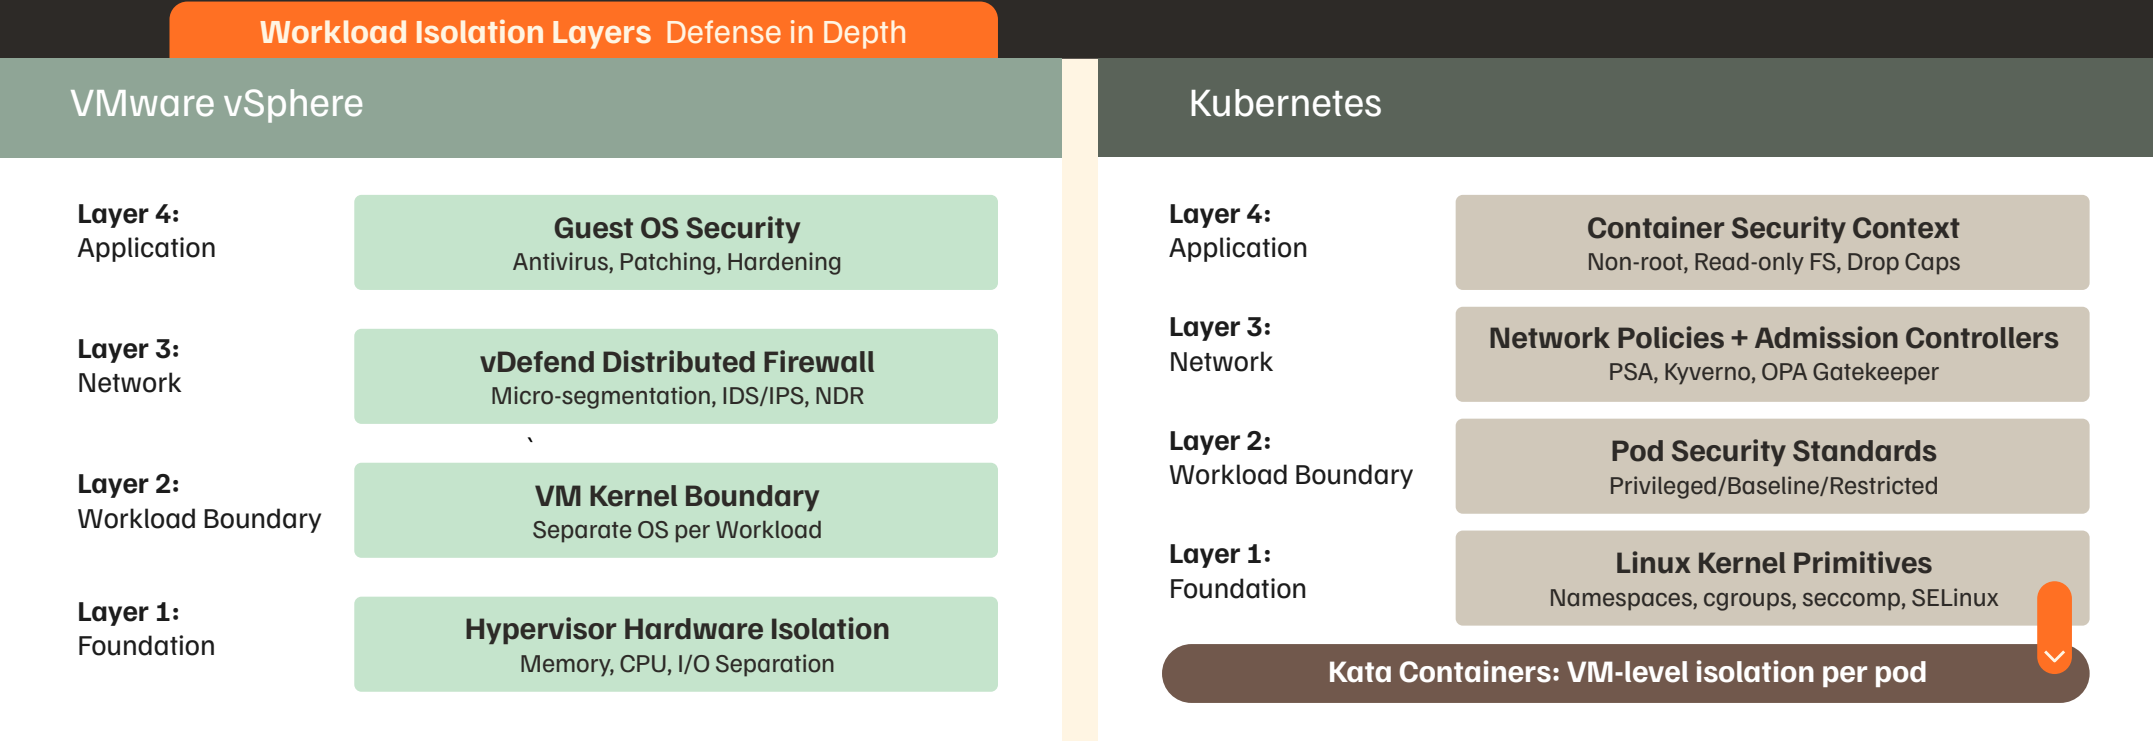 Workload Isolation Layers Defense in Depth
VMware vSphere
Layer 4:
Application
Guest OS Security
Antivirus, Patching, Hardening
Layer 3:
Network
vDefend Distributed Firewall
Micro-segmentation, IDS/IPS, NDR
`
Layer 2:
Workload Boundary
VM Kernel Boundary
Separate OS per Workload
Layer 1:
Foundation
Hypervisor Hardware Isolation
Memory, CPU, I/O Separation
Kubernetes
Layer 4:
Application
Container Security Context
Non-root, Read-only FS, Drop Caps
Layer 3:
Network
Network Policies + Admission Controllers
PSA, Kyverno, OPA Gatekeeper
Layer 2:
Workload Boundary
Pod Security Standards
Privileged/Baseline/Restricted
Layer 1:
Foundation
Linux Kernel Primitives
Namespaces, cgroups, seccomp, SELinux
Kata Containers: VM-level isolation per pod